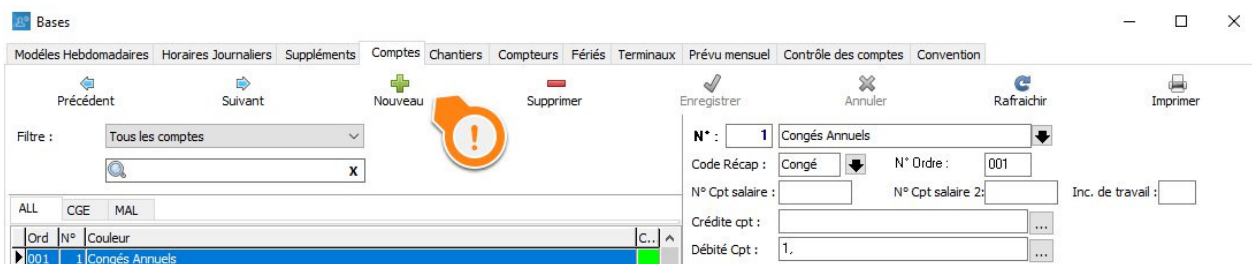 Bases
Modéles Hebdomadaires Horaires Journaliers Suppléments Comptes Chantiers Compteurs Fériés Terminaux Prévu mensuel Contrôle des comptes Convention
Précédent Suivant Nouveau Supprimer Enregistrer Annuler Rafraichir Imprimer
Filtre : Tous les comptes
x
N° : 1 Congés Annuels
Code Récap : Congé N° Ordre : 001
N° Cpt salaire : N° Cpt salaire 2: Inc. de travail :
Crédite cpt : ...
Débité Cpt : 1, ...
ALL CGE MAL
Ord N° Couleur C..
001 1 Congés Annuels